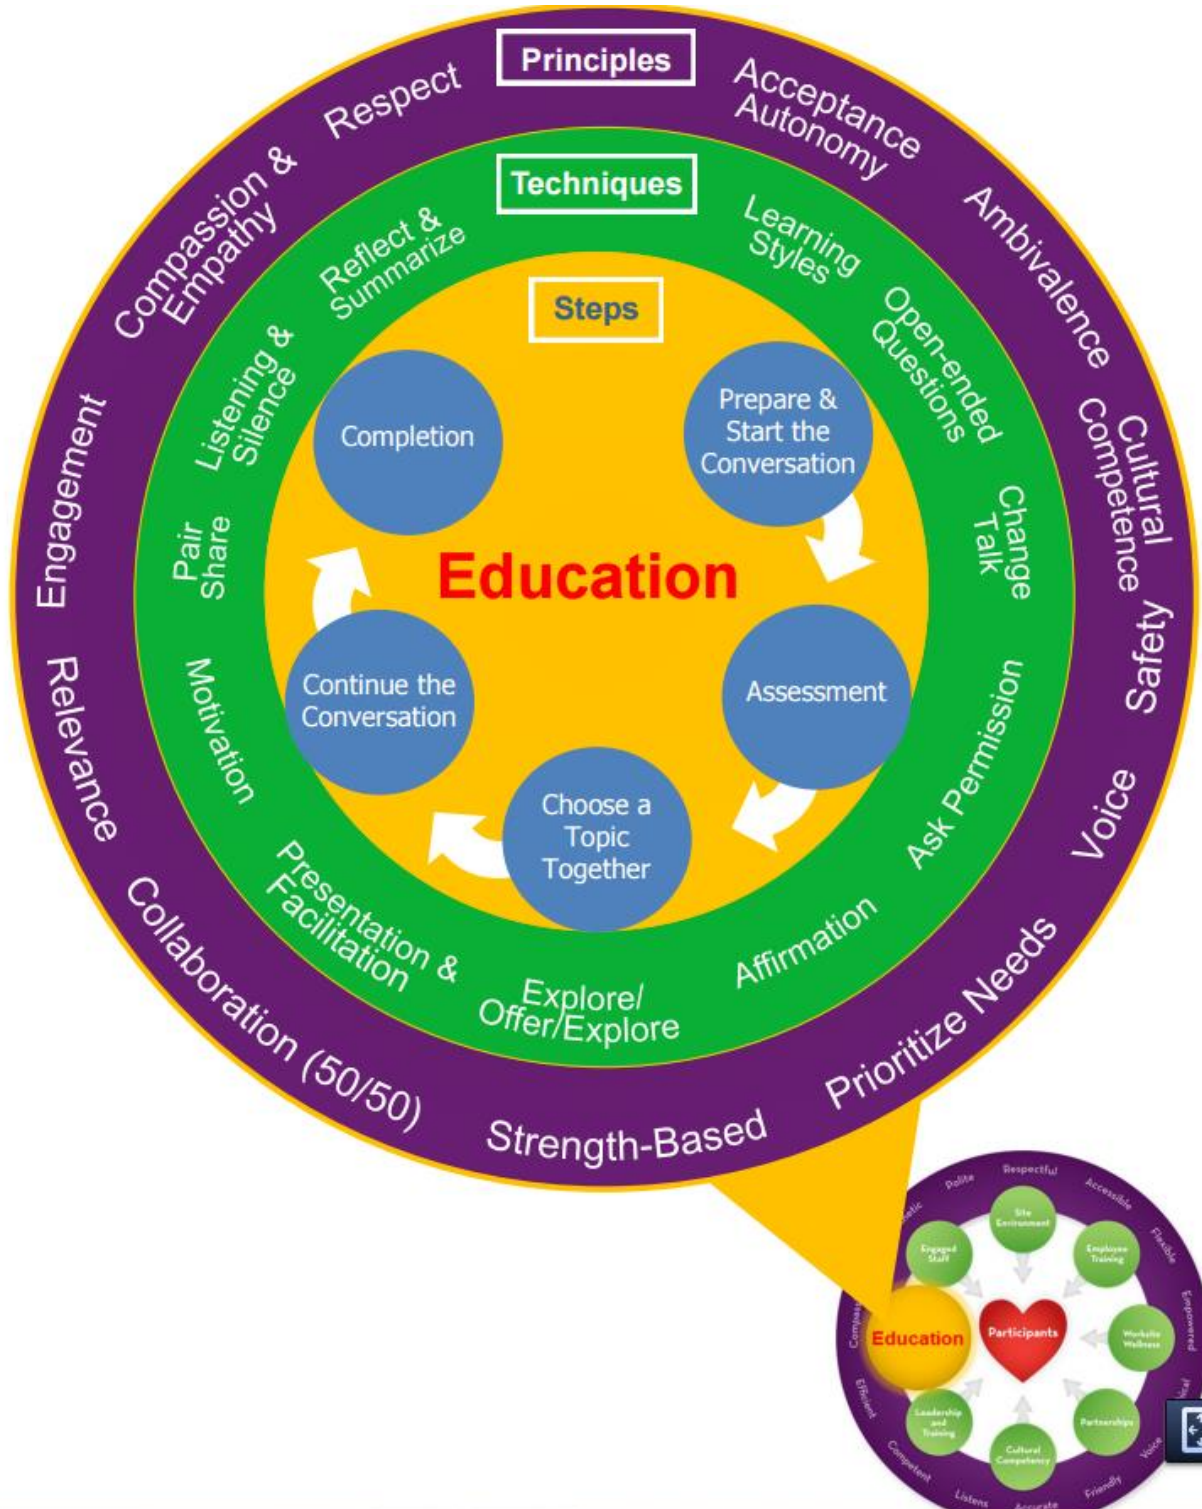 Principles
Respect
Acceptance
Autonomy
Ambivalence
Cultural
Competence
Safety
Voice
Prioritize Needs
Strength-Based
Collaboration (50/50)
Relevance
Engagement
Compassion &
Empathy
Techniques
Learning
Styles
Open-ended
Questions
Change
Talk
Ask Permission
Affirmation
Explore/
Offer/Explore
Presentation &
Facilitation
Motivation
Pair
Share
Listening &
Silence
Reflect &
Summarize
Steps
Prepare &
Start the
Conversation
Assessment
Choose a
Topic
Together
Continue the
Conversation
Completion
Education
Respectful
Accessible
Flexible
Empowered
Voice
Friendly
Accurate
Listens
Competent
Efficient
Polite
Site
Environment
Employee
Training
Worksite
Wellness
Partnerships
Cultural
Competency
Leadership
and
Training
Education
Engaged
Staff
Participants